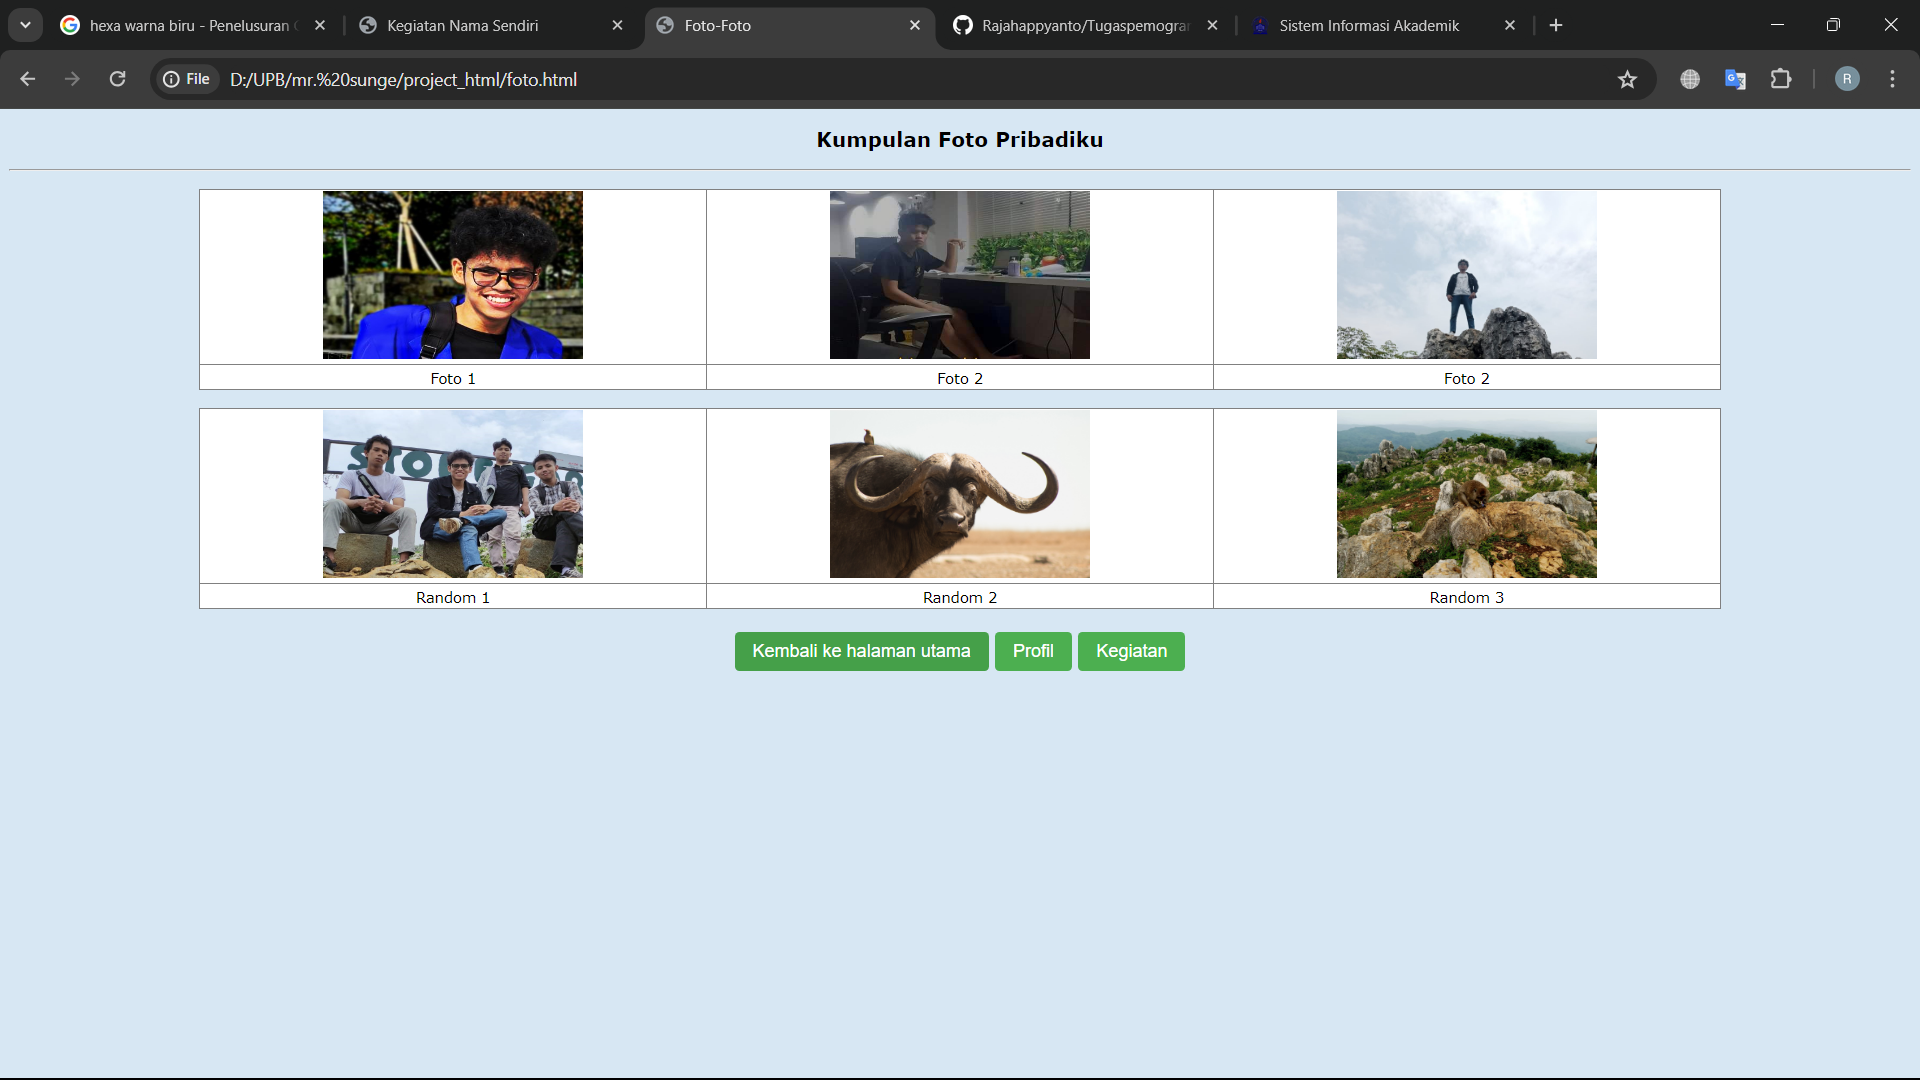 hexa warna biru - Penelusuran
Kegiatan Nama Sendiri
Foto-Foto
Rajahappyanto/Tugaspemogra
Sistem Informasi Akademik
File
D:/UPB/mr.%20sunge/project_html/foto.html
R
Kumpulan Foto Pribadiku
Foto 1
Foto 2
Foto 2
Random 1
Random 2
Random 3
Kembali ke halaman utama
Profil
Kegiatan